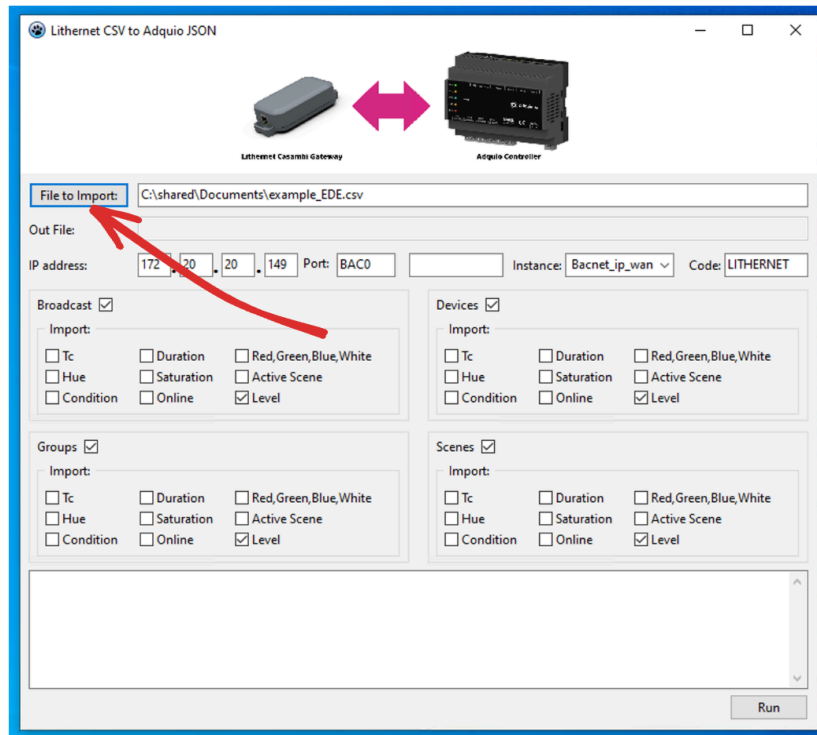 Lithernet CSV to Adquio JSON
Lithernet Casambi Gateway
Adquio Controller
File to Import: C:\shared\Documents\example_EDE.csv
Out File:
IP address: 172 . 20 . 20 . 149 Port: BAC0 Instance: Bacnet_ip_wan Code: LITHERNET
Broadcast
Import:
Tc Duration Red,Green,Blue,White
Hue Saturation Active Scene
Condition Online Level
Devices
Import:
Tc Duration Red,Green,Blue,White
Hue Saturation Active Scene
Condition Online Level
Groups
Import:
Tc Duration Red,Green,Blue,White
Hue Saturation Active Scene
Condition Online Level
Scenes
Import:
Tc Duration Red,Green,Blue,White
Hue Saturation Active Scene
Condition Online Level
Run